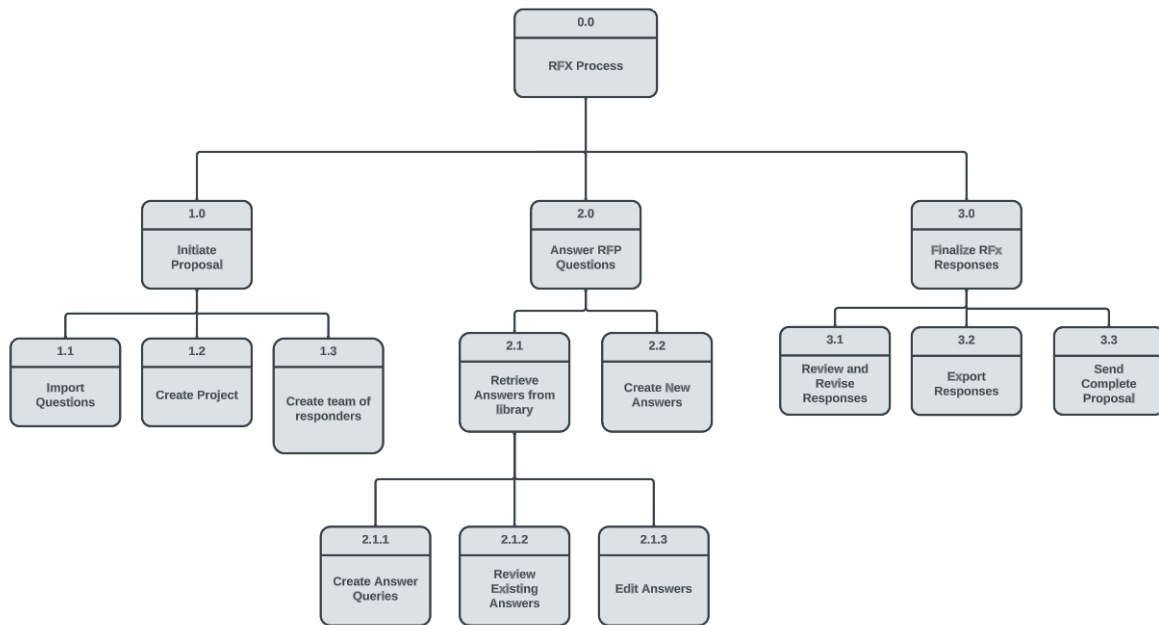 0.0
RFX Process
1.0
Initiate
Proposal
2.0
Answer RFP
Questions
3.0
Finalize RFx
Responses
1.1
Import
Questions
1.2
Create Project
1.3
Create team of
responders
2.1
Retrieve
Answers from
library
2.2
Create New
Answers
3.1
Review and
Revise
Responses
3.2
Export
Responses
3.3
Send
Complete
Proposal
2.1.1
Create Answer
Queries
2.1.2
Review
Existing
Answers
2.1.3
Edit Answers